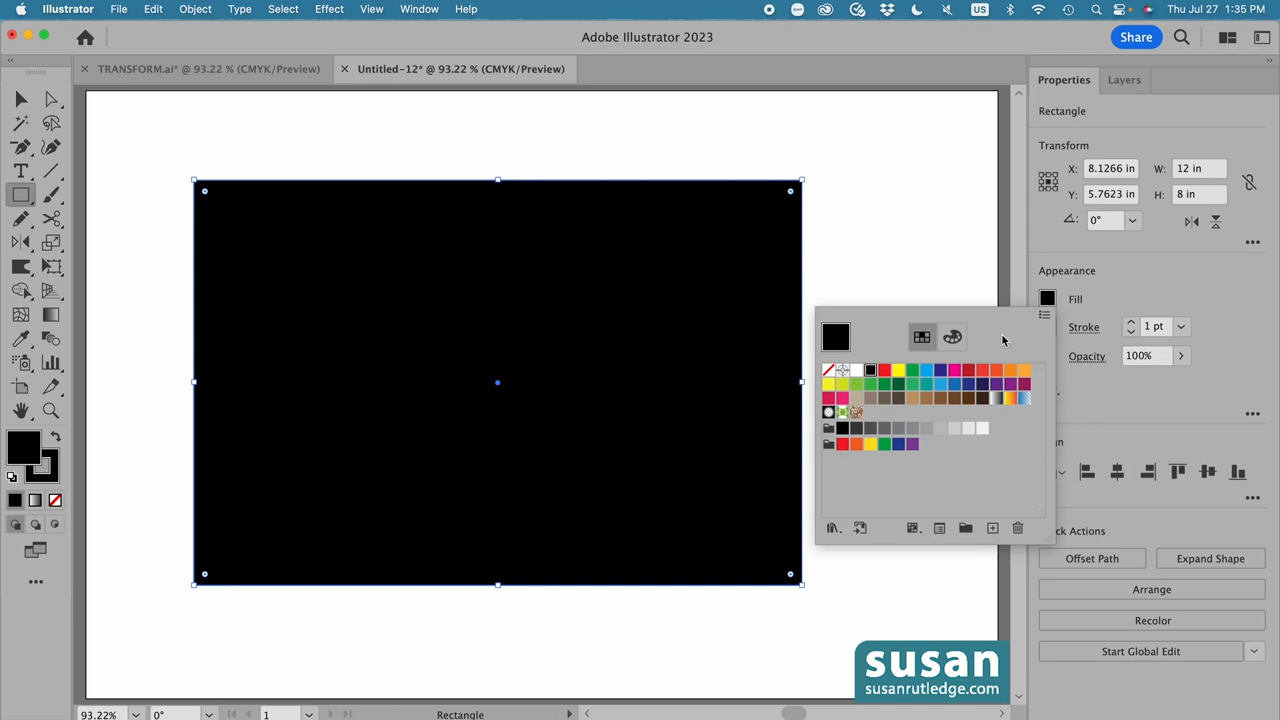 Illustrator File Edit Object Type Select Effect View Window Help US Thu Jul 27 1:35 PM
Adobe Illustrator 2023 Share
TRANSFORM.ai* @ 93.22 % (CMYK/Preview) Untitled-12* @ 93.22 % (CMYK/Preview)
Properties Layers
Rectangle
Transform
X: 8.1266 in W: 12 in
Y: 5.7623 in H: 8 in
0°
Appearance
Fill
Stroke 1 pt
Opacity 100%
Quick Actions
Offset Path Expand Shape
Arrange
Recolor
Start Global Edit
susan
susanrutledge.com
93.22% 0° 1 Rectangle